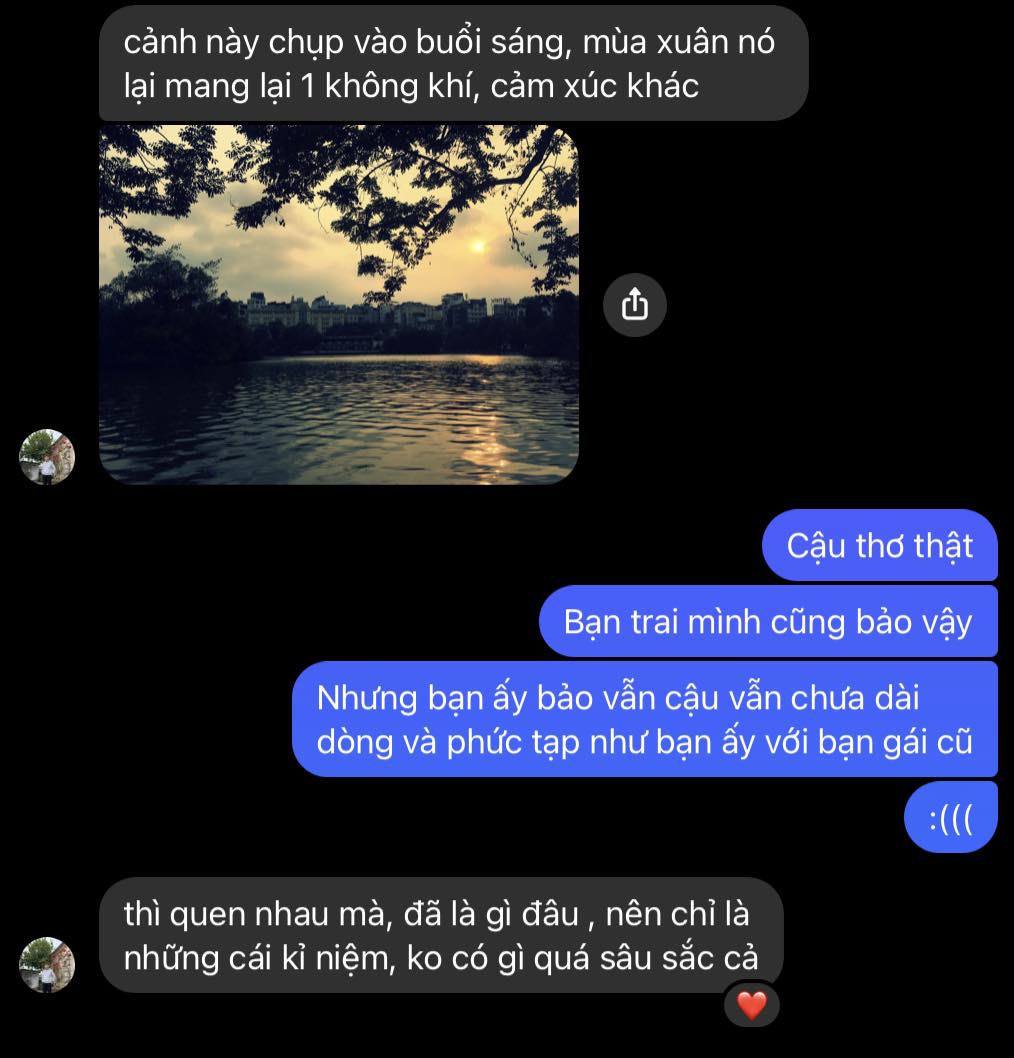 cảnh này chụp vào buổi sáng, mùa xuân nó
lại mang lại 1 không khí, cảm xúc khác
Cậu thơ thật
Bạn trai mình cũng bảo vậy
Nhưng bạn ấy bảo vẫn cậu vẫn chưa dài
dòng và phức tạp như bạn ấy với bạn gái cũ
:(((
thì quen nhau mà, đã là gì đâu , nên chỉ là
những cái kỉ niệm, ko có gì quá sâu sắc cả